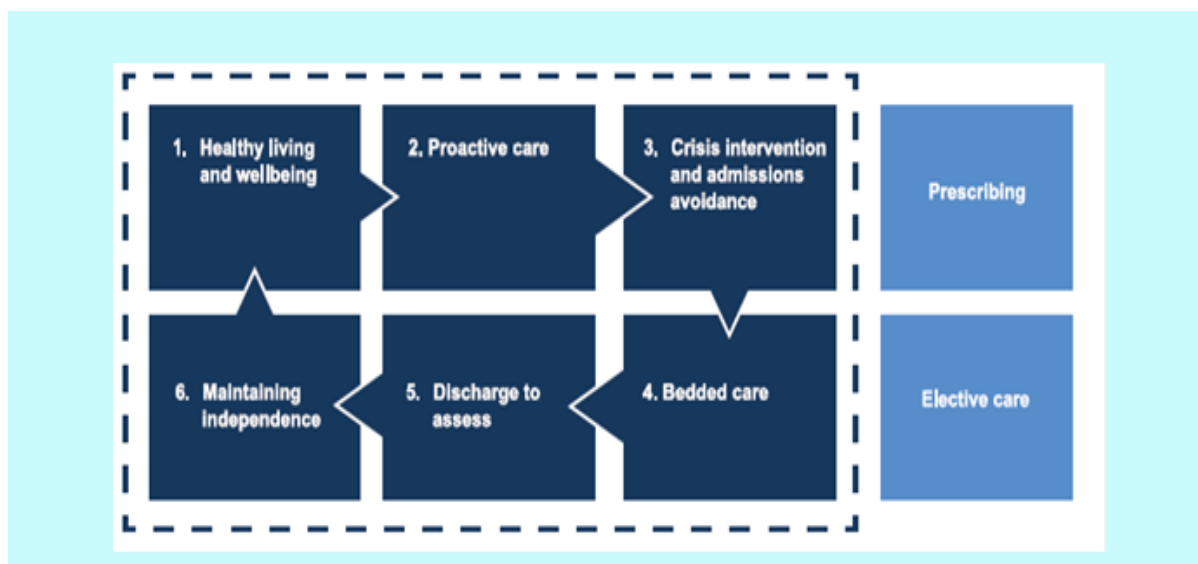 1. Healthy living
and wellbeing
2. Proactive care
3. Crisis intervention
and admissions
avoidance
Prescribing
6. Maintaining
independence
5. Discharge to
assess
4. Bedded care
Elective care